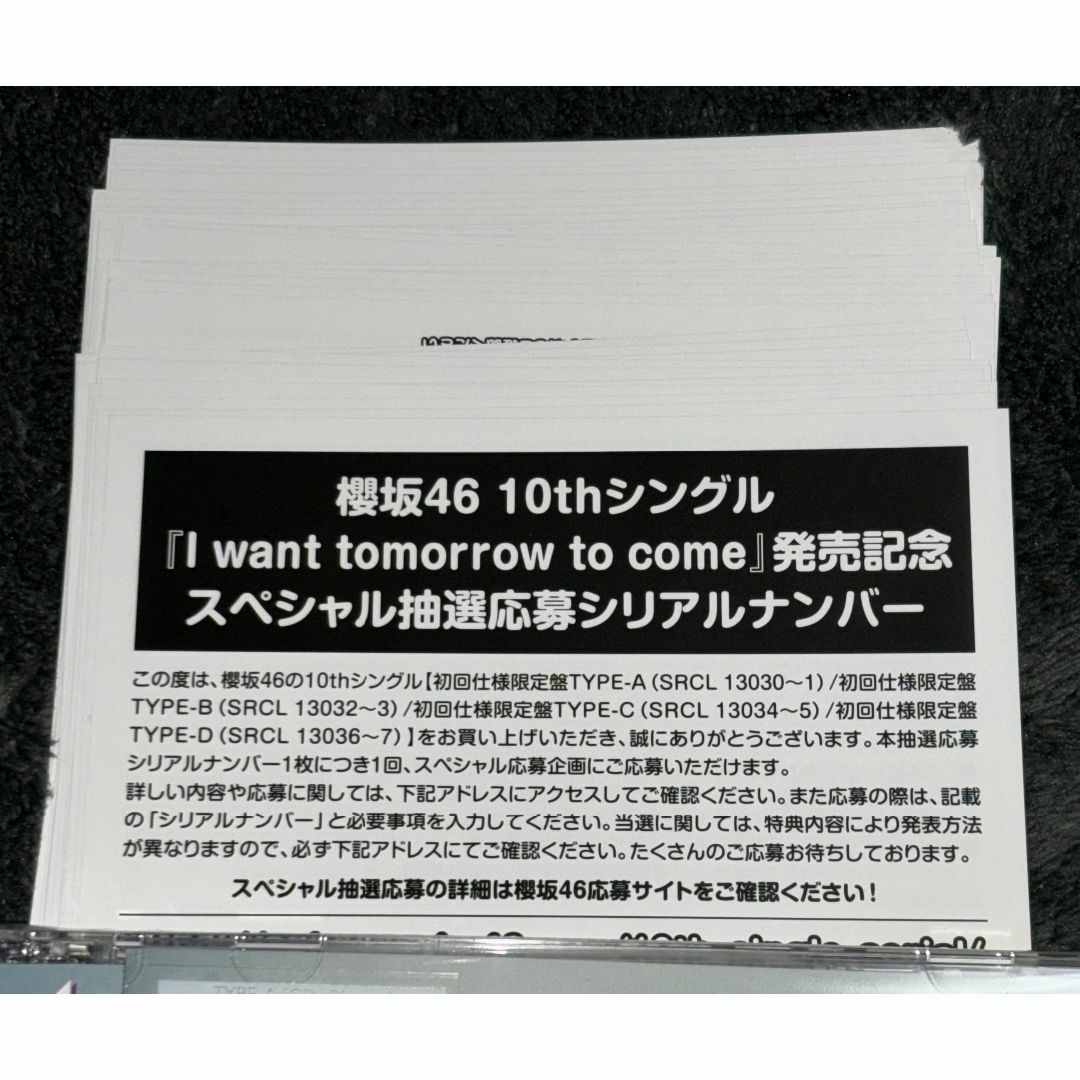 櫻坂46 10thシングル
『I want tomorrow to come』発売記念
スペシャル抽選応募シリアルナンバー
この度は、櫻坂46の10thシングル【初回仕様限定盤TYPE-A（SRCL 13030〜1）/初回仕様限定盤
TYPE-B（SRCL 13032〜3）/初回仕様限定盤TYPE-C（SRCL 13034〜5）/初回仕様限定盤
TYPE-D（SRCL 13036〜7）】をお買い上げいただき、誠にありがとうございます。本抽選応募
シリアルナンバー1枚につき1回、スペシャル応募企画にご応募いただけます。
詳しい内容や応募に関しては、下記アドレスにアクセスしてご確認ください。また応募の際は、記載
の「シリアルナンバー」と必要事項を入力してください。当選に関しては、特典内容により発表方法
が異なりますので、必ず下記アドレスにてご確認ください。たくさんのご応募お待ちしております。
スペシャル抽選応募の詳細は櫻坂46応募サイトをご確認ください！